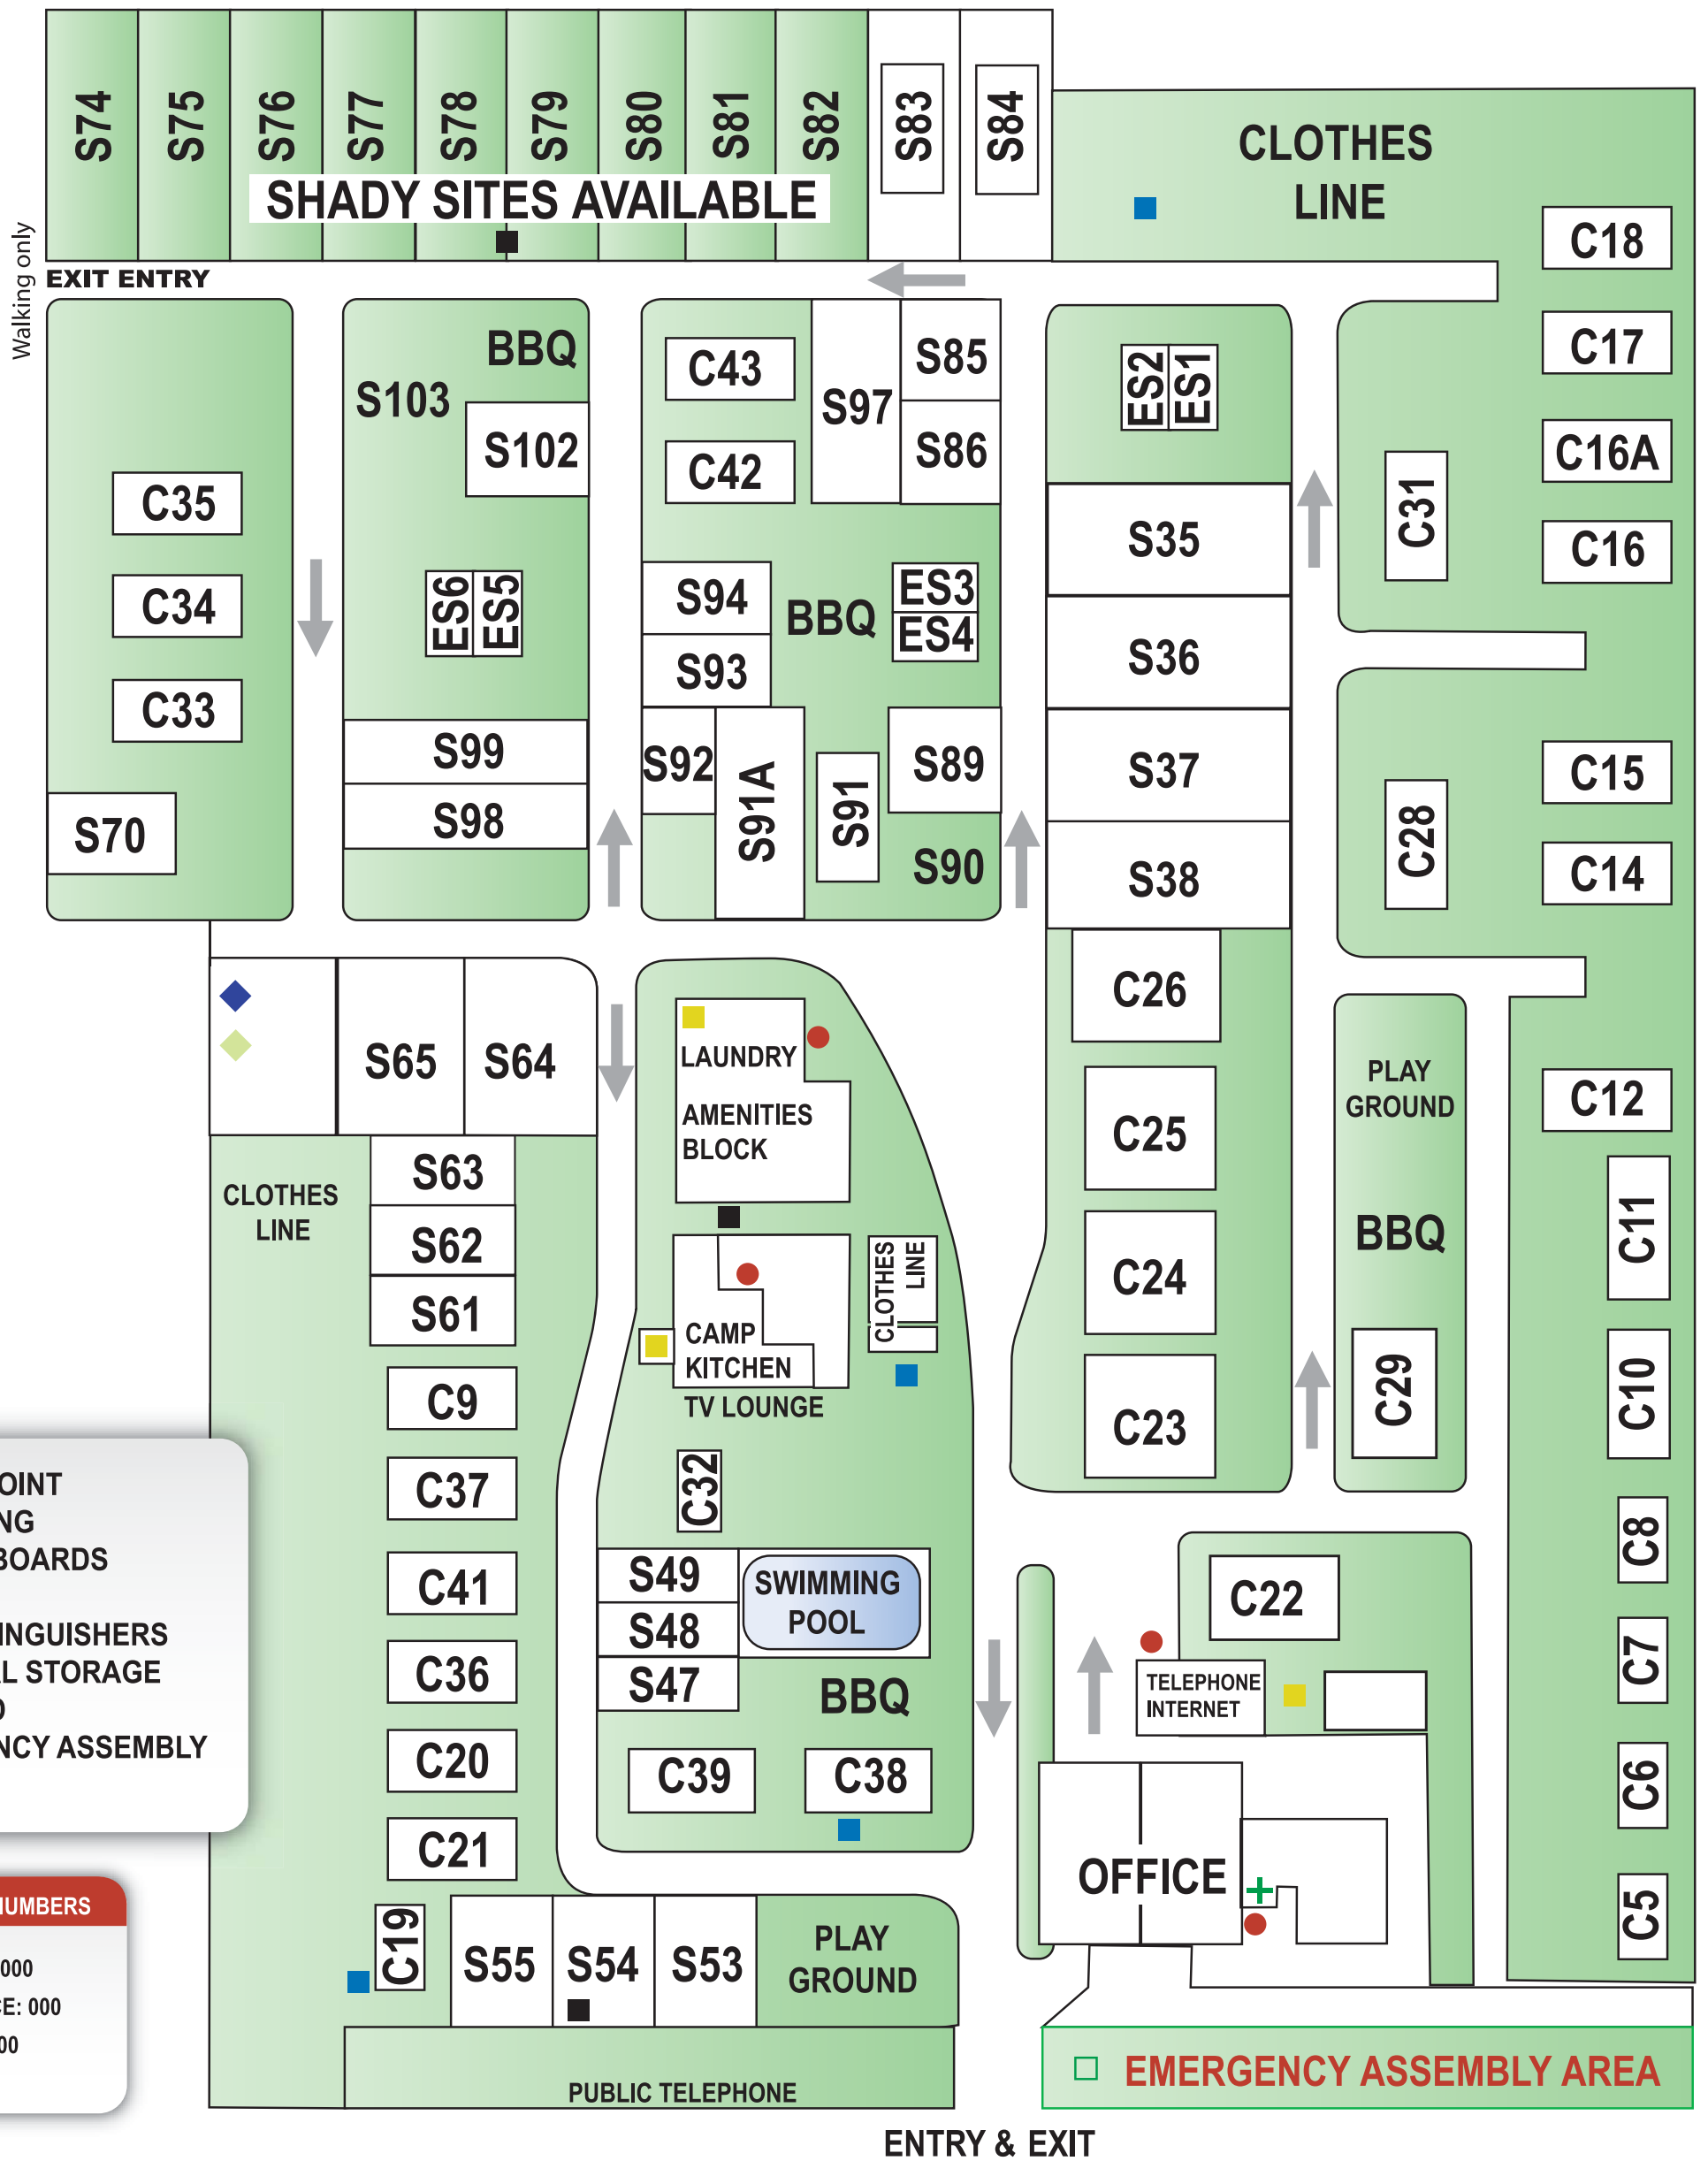 S74
S75
S76
S77
S78
S79
S80
S81
S82
S83
S84
SHADY SITES AVAILABLE
CLOTHES
LINE
Walking only
EXIT ENTRY
C18
C17
C16A
C16
C15
C14
C12
C11
C10
C8
C7
C6
C5
C35
C34
C33
S70
BBQ
S103
S102
ES6
ES5
S99
S98
C43
C42
S97
S85
S86
S94
S93
BBQ
ES3
ES4
S92
S91A
S91
S89
S90
ES2
ES1
S35
S36
S37
S38
C26
C25
C24
C23
C31
C28
PLAY
GROUND
BBQ
C29
S65
S64
S63
S62
S61
CLOTHES
LINE
C9
C37
C41
C36
C20
C21
C19
S55
S54
S53
PLAY
GROUND
LAUNDRY
AMENITIES
BLOCK
CAMP
KITCHEN
TV LOUNGE
CLOTHES
LINE
C32
S49
S48
S47
SWIMMING
POOL
BBQ
C39
C38
C22
TELEPHONE
INTERNET
OFFICE
EMERGENCY ASSEMBLY AREA
PUBLIC TELEPHONE
ENTRY & EXIT
OINT
NG
BOARDS
INGUISHERS
L STORAGE
NCY ASSEMBLY
NUMBERS
000
CE: 000
00